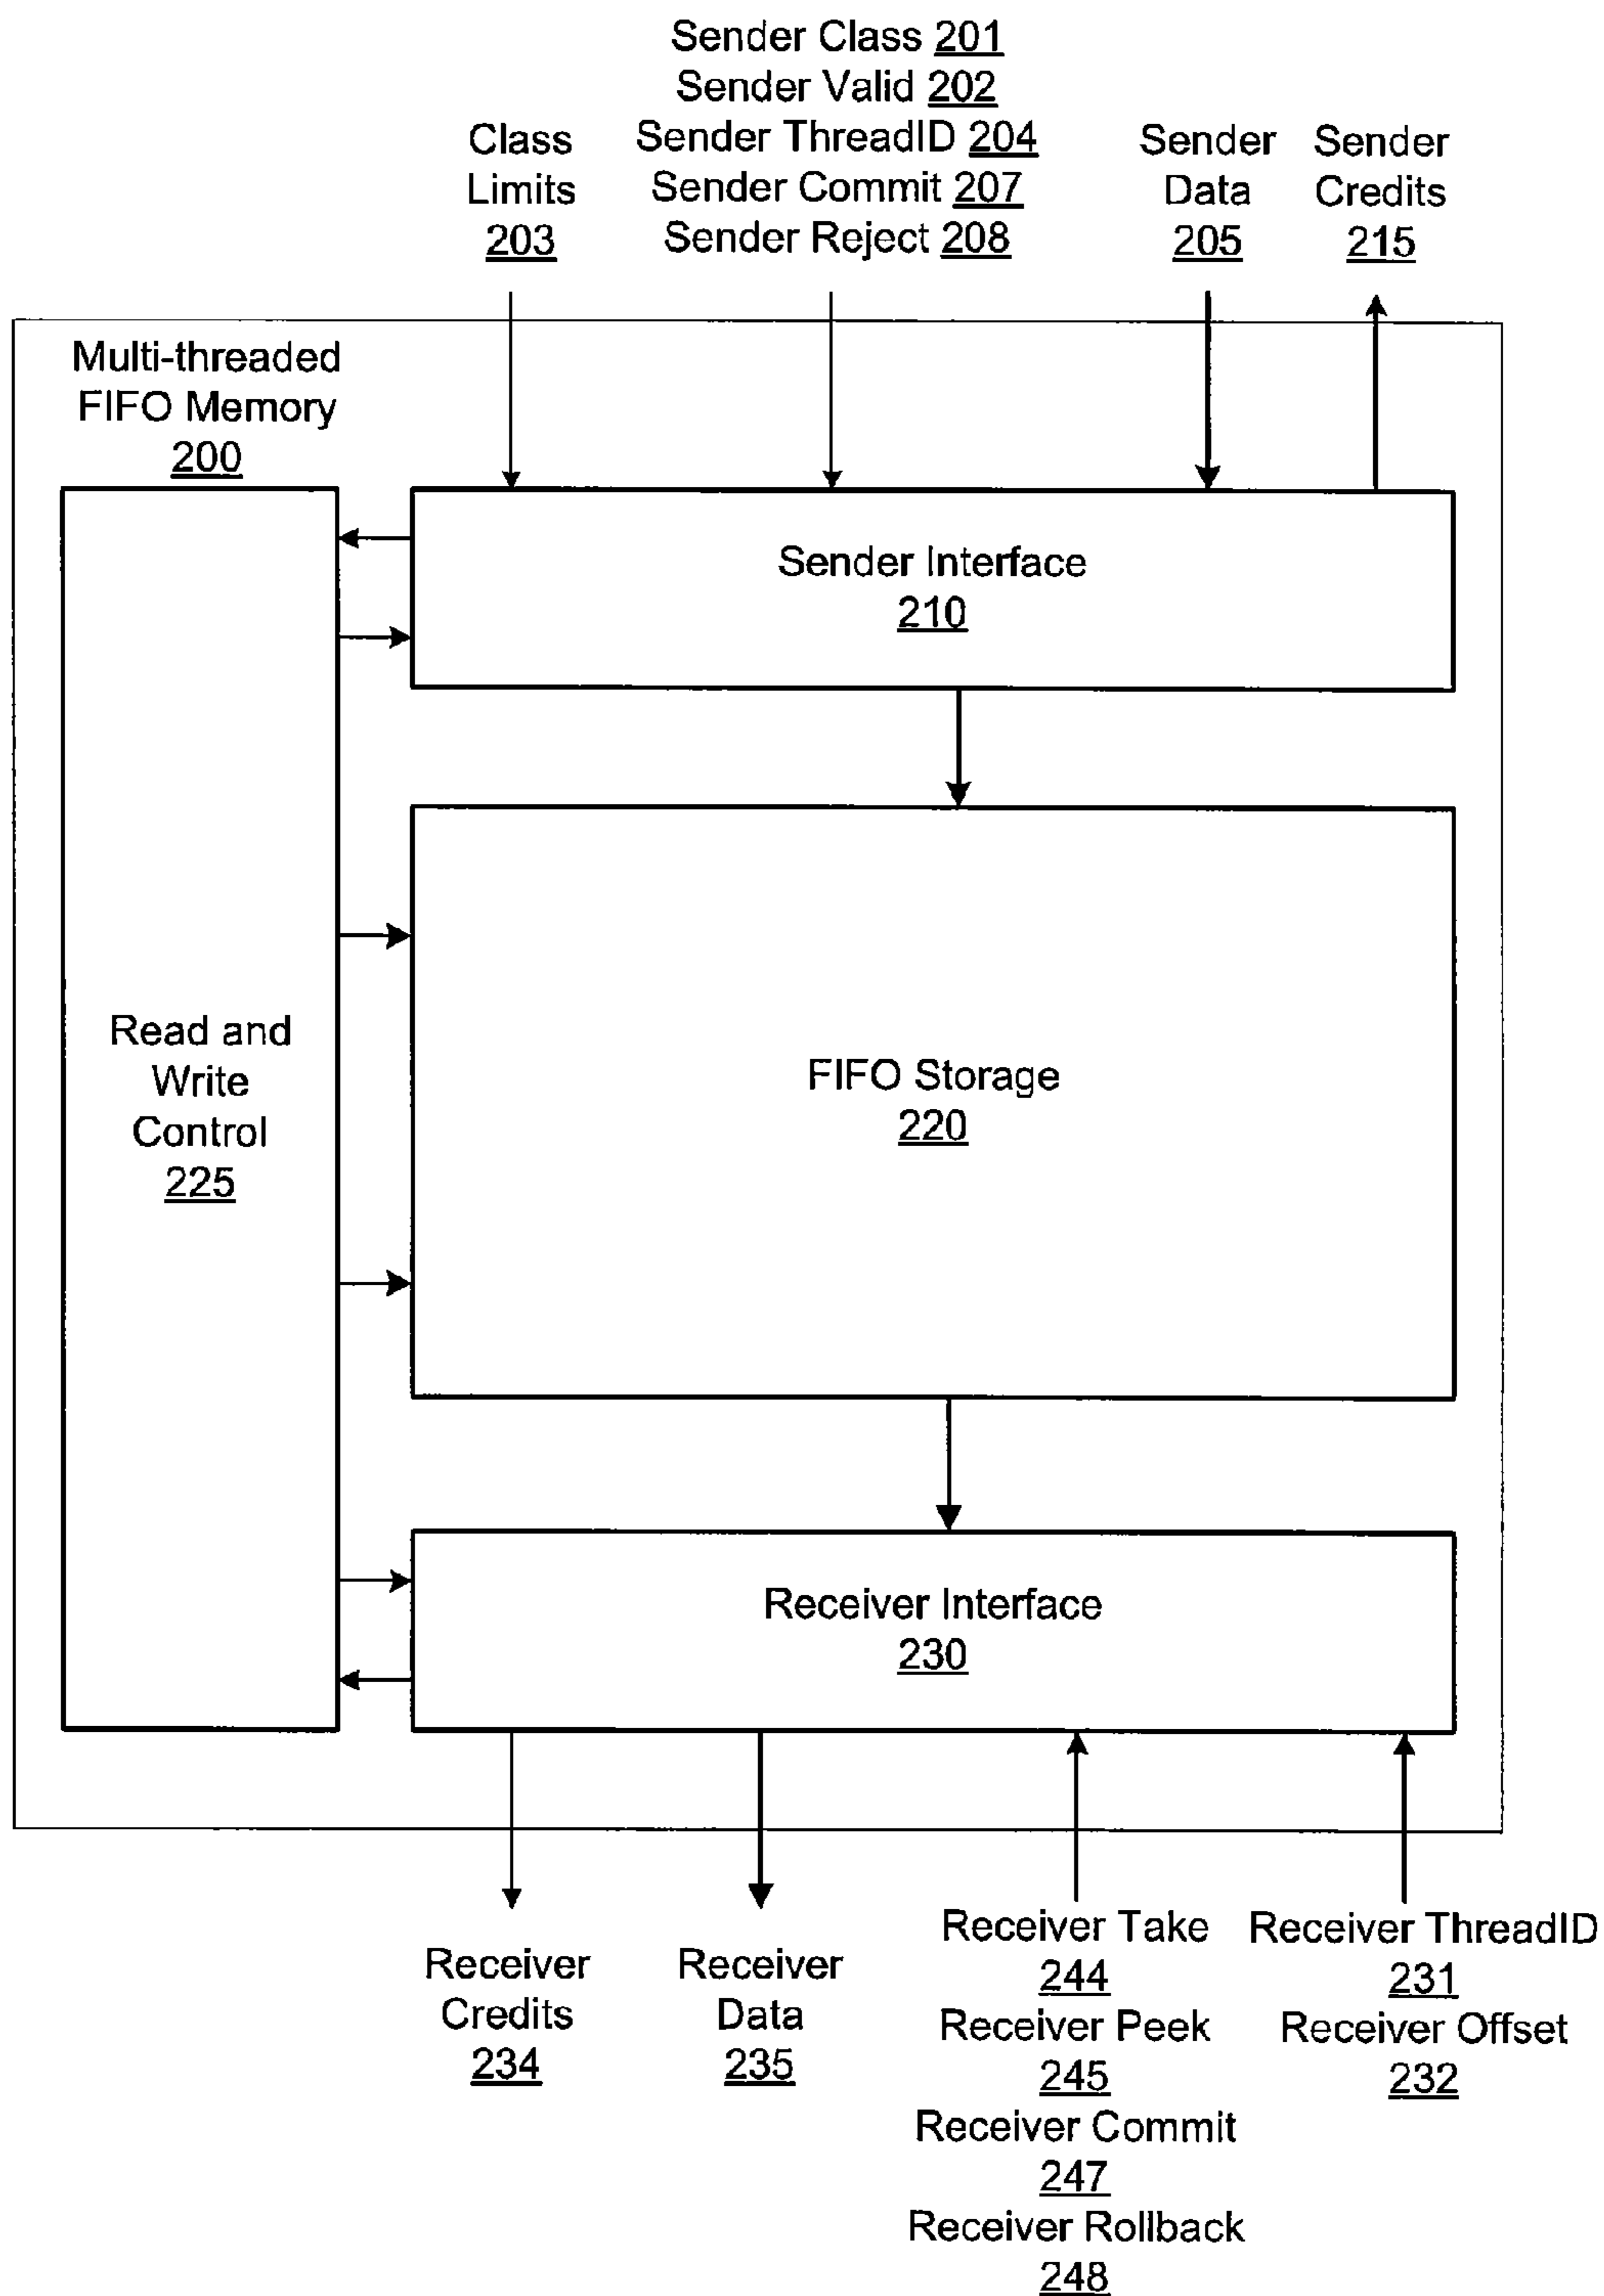 Sender Class 201
Sender Valid 202
Sender ThreadID 204
Sender Commit 207
Sender Reject 208
Class
Limits
203
Sender
Data
205
Sender
Credits
215
Multi-threaded
FIFO Memory
200
Sender Interface
210
Read and
Write
Control
225
FIFO Storage
220
Receiver Interface
230
Receiver
Credits
234
Receiver
Data
235
Receiver Take
244
Receiver Peek
245
Receiver Commit
247
Receiver Rollback
248
Receiver ThreadID
231
Receiver Offset
232